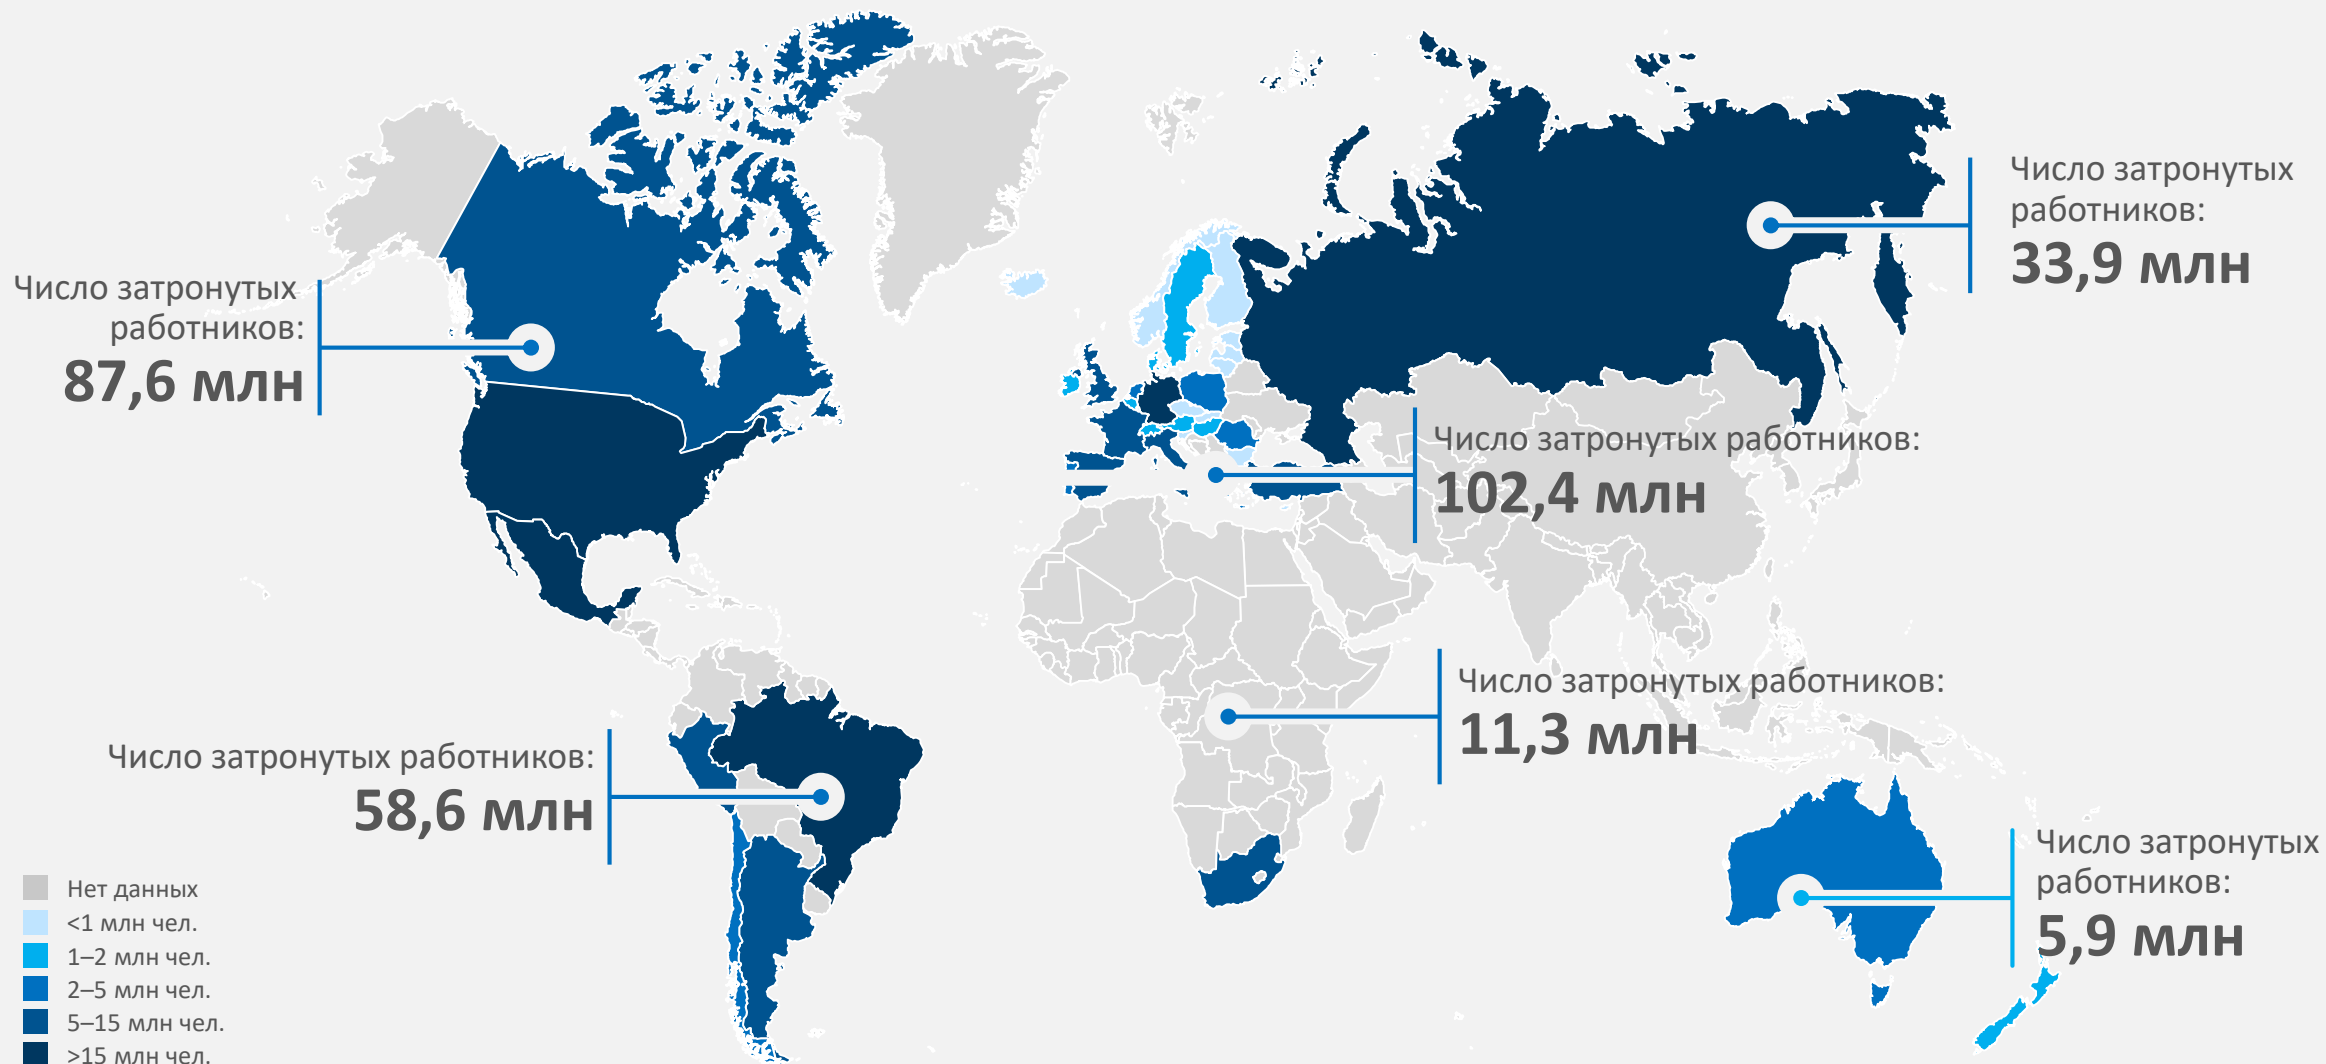 Число затронутых
работников:
33,9 млн
Число затронутых
работников:
87,6 млн
Число затронутых работников:
102,4 млн
Число затронутых работников:
11,3 млн
Число затронутых работников:
58,6 млн
Число затронутых
работников:
5,9 млн
Нет данных
<1 млн чел.
1–2 млн чел.
2–5 млн чел.
5–15 млн чел.
>15 млн чел.